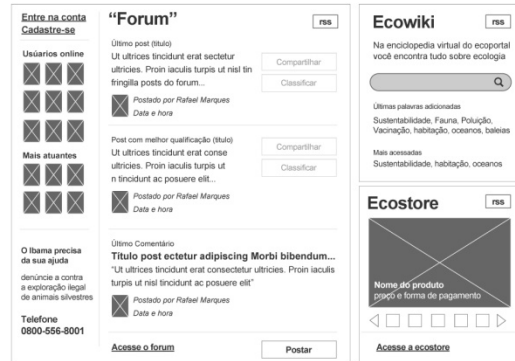 Entre na conta
Cadastre-se
Usúarios online
Mais atuantes
O Ibama precisa
da sua ajuda
denúncie a contra
a exploração ilegal
de animais silvestres
Telefone
0800-556-8001
“Forum”
rss
Último post (título)
Ut ultrices tincidunt erat sectetur
ultricies. Proin iaculis turpis ut nisl tin
fringilla posts do forum...
Compartilhar
Classificar
Postado por Rafael Marques
Data e hora
Post com melhor qualificação (título)
Ut ultrices tincidunt erat conse
ultricies. Proin iaculis turpis ut
n tincidunt ac posuere elit...
Compartilhar
Classificar
Postado por Rafael Marques
Data e hora
Último Comentário
Titulo post ectetur adipiscing Morbi bibendum...
“Ut ultrices tincidunt erat consectetur ultricies. Proin iaculis
turpis ut nisl tincidunt ac posuere elit”
Postado por Rafael Marques
Data e hora
Acesse o forum
Postar
Ecowiki
rss
Na enciclopedia virtual do ecoportal
você encontra tudo sobre ecologia
Últimas palavras adicionadas
Sustentabilidade, Fauna, Poluição,
Vacinação, habitação, oceanos, baleias
Mais acessadas
Sustentabilidade, habitação, oceanos
Ecostore
rss
Nome do produto
preço e forma de pagamento
Acesse a ecostore